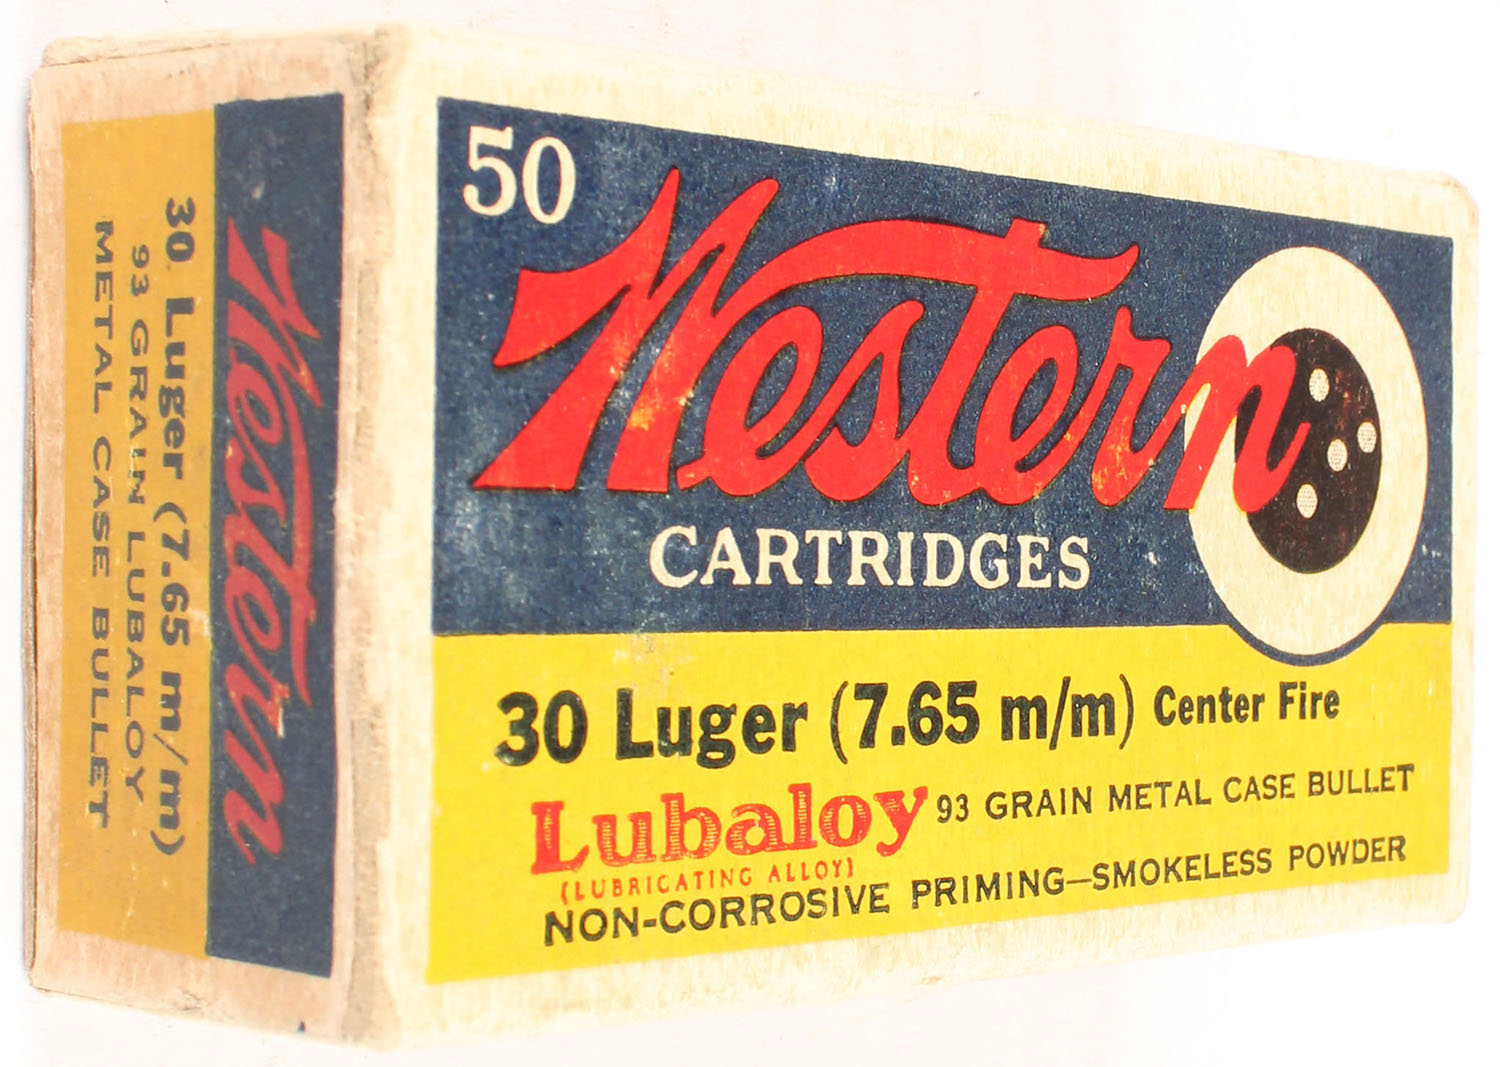 50
Western
CARTRIDGES
30 Luger (7.65 m/m) Center Fire
Lubaloy 93 GRAIN METAL CASE BULLET
(LUBRICATING ALLOY)
NON-CORROSIVE PRIMING—SMOKELESS POWDER
Western
30 Luger (7.65 m/m)
93 GRAIN LUBALOY
METAL CASE BULLET